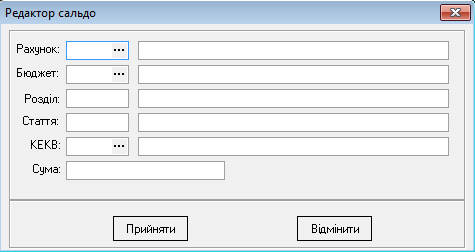 Редактор сальдо
Рахунок: ...
Бюджет: ...
Розділ:
Стаття:
КЕКВ: ...
Сума:
Прийняти Відмінити